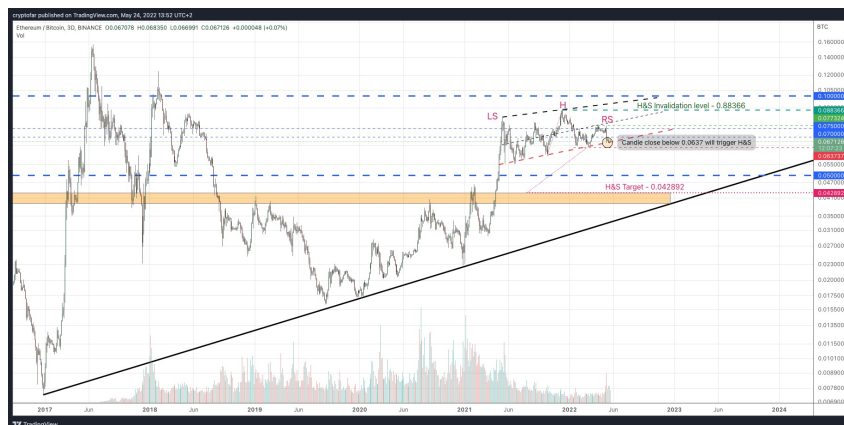 cryptofar published on TradingView.com, May 24, 2022 13:52 UTC+2
Ethereum / Bitcoin, 3D, BINANCE O0.067078 H0.068350 L0.066991 C0.067126 +0.000048 (+0.07%)
BTC
Vol
0.160000
0.140000
0.120000
0.100000
H&S Invalidation level - 0.88366
0.088366
LS
H
RS
0.077324
0.075000
0.070000
0.067126
Candle close below 0.0637 will trigger H&S
0.063737
0.055000
0.050000
0.047000
H&S Target - 0.042892
0.042892
0.035000
0.031000
0.027000
0.023000
0.020000
0.017500
0.015500
0.013500
0.011500
0.010100
0.008900
0.007800
0.006900
2017 Jun 2018 Jun 2019 Jun 2020 Jun 2021 Jun 2022 Jun 2023 Jun 2024
TradingView